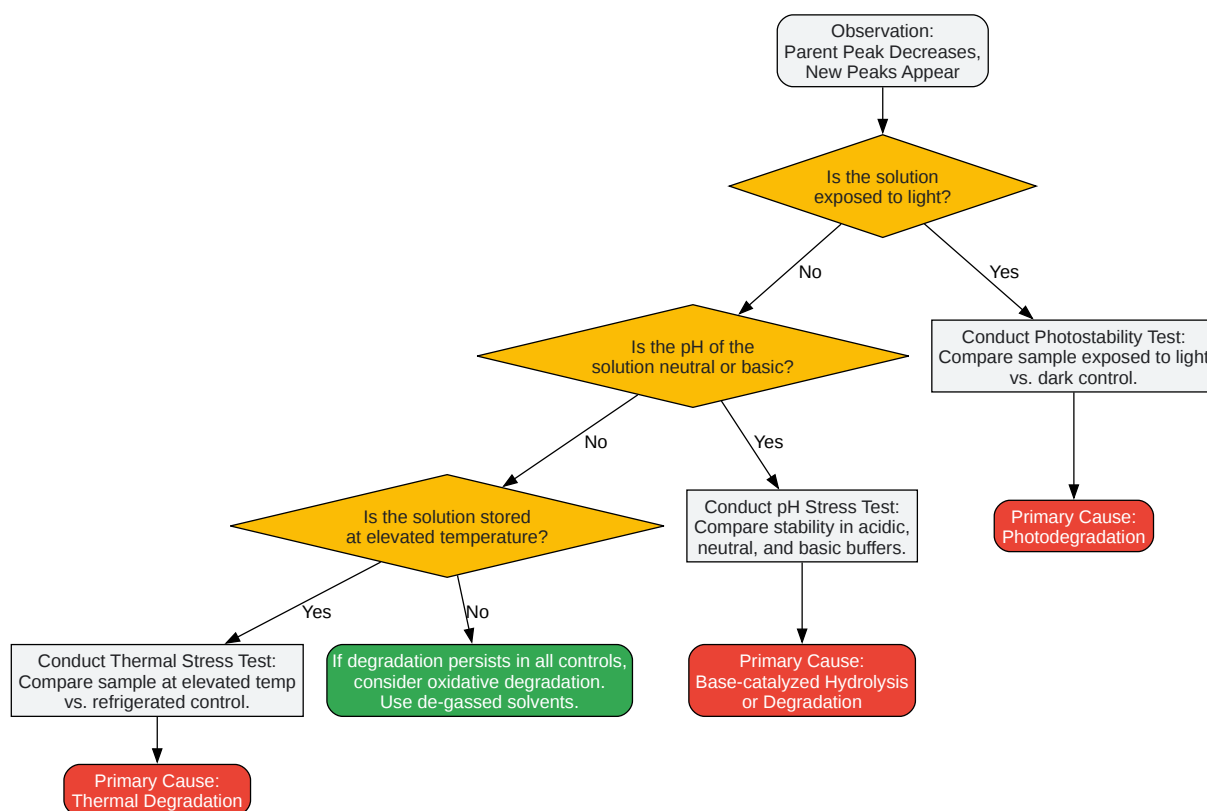 Observation:
Parent Peak Decreases,
New Peaks Appear
Is the solution
exposed to light?
No
Yes
Is the pH of the
solution neutral or basic?
Conduct Photostability Test:
Compare sample exposed to light
vs. dark control.
No
Yes
Is the solution stored
at elevated temperature?
Conduct pH Stress Test:
Compare stability in acidic,
neutral, and basic buffers.
Primary Cause:
Photodegradation
Yes
No
Conduct Thermal Stress Test:
Compare sample at elevated temp
vs. refrigerated control.
If degradation persists in all controls,
consider oxidative degradation.
Use de-gassed solvents.
Primary Cause:
Base-catalyzed Hydrolysis
or Degradation
Primary Cause:
Thermal Degradation